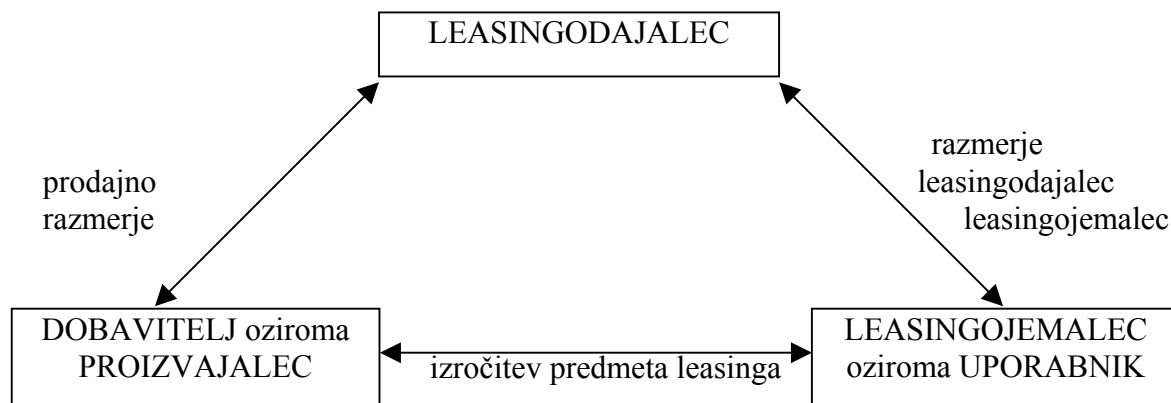 LEASINGODAJALEC
prodajno
razmerje
razmerje
leasingodajalec
leasingojemalec
DOBAVITELJ oziroma
PROIZVAJALEC
izročitev predmeta leasinga
LEASINGOJEMALEC
oziroma UPORABNIK